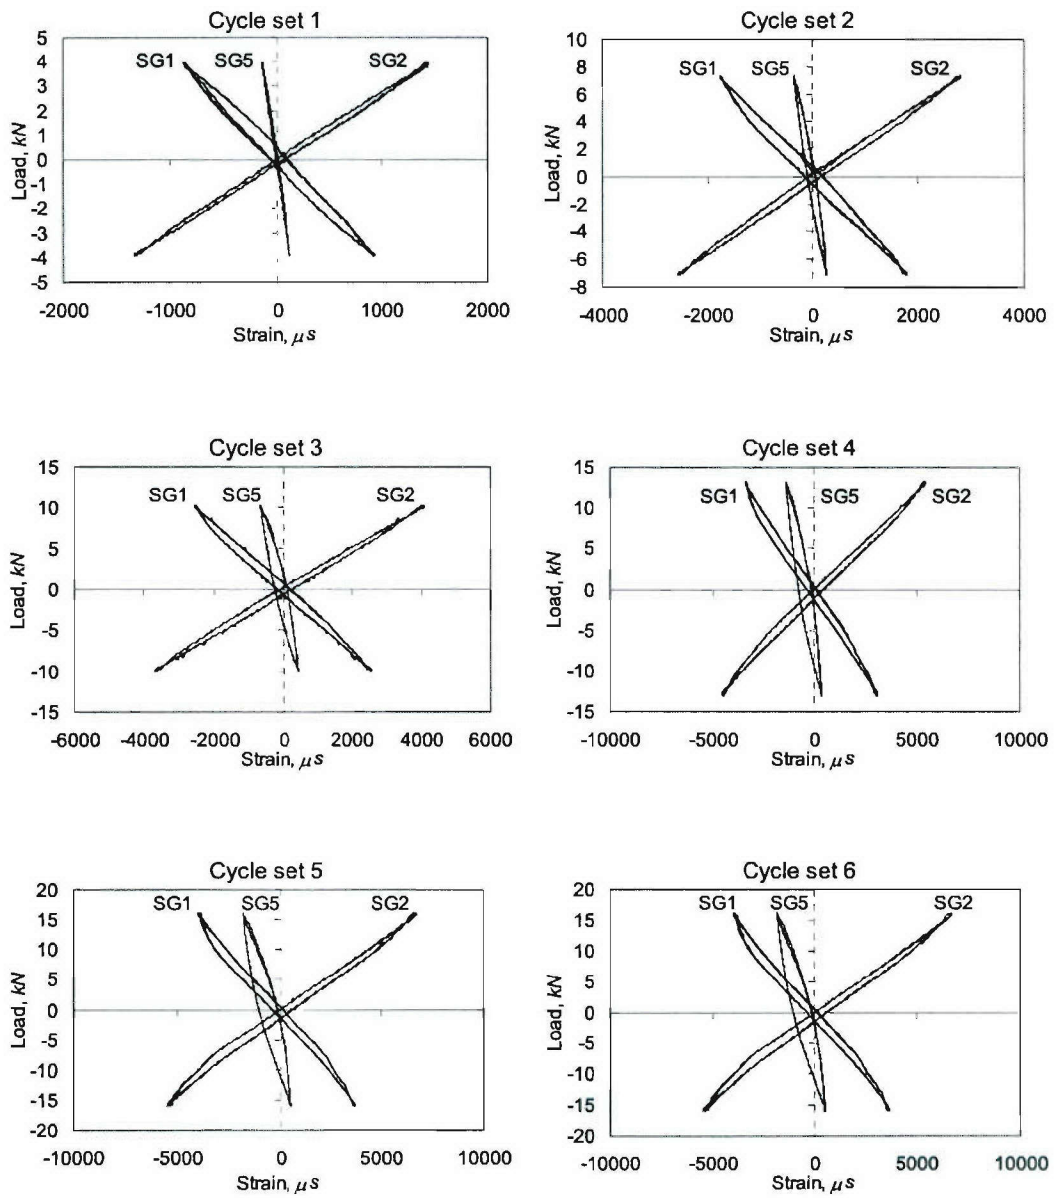 Cycle set 1
5
4
3
2
1
0
-1
-2
-3
-4
-5
Load, kN
SG1 SG5 SG2
-2000 -1000 0 1000 2000
Strain, μs
Cycle set 2
10
8
6
4
2
0
-2
-4
-6
-8
Load, kN
SG1 SG5 SG2
-4000 -2000 0 2000 4000
Strain, μs
Cycle set 3
15
10
5
0
-5
-10
-15
Load, kN
SG1 SG5 SG2
-6000 -4000 -2000 0 2000 4000 6000
Strain, μs
Cycle set 4
15
10
5
0
-5
-10
-15
Load, kN
SG1 SG5 SG2
-10000 -5000 0 5000 10000
Strain, μs
Cycle set 5
20
15
10
5
0
-5
-10
-15
-20
Load, kN
SG1 SG5 SG2
-10000 -5000 0 5000 10000
Strain, μs
Cycle set 6
20
15
10
5
0
-5
-10
-15
-20
Load, kN
SG1 SG5 SG2
-10000 -5000 0 5000 10000
Strain, μs